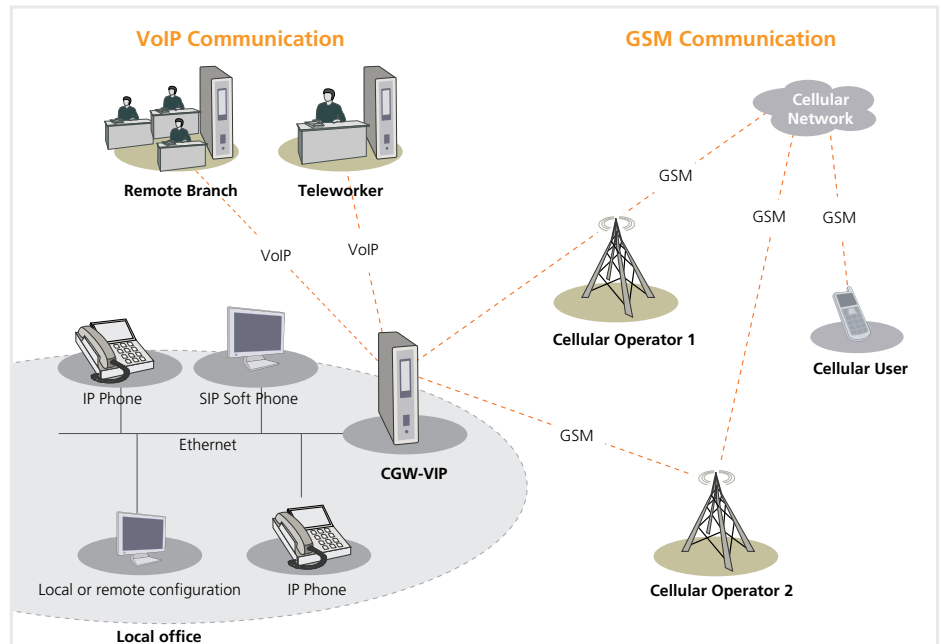 VoIP Communication
GSM Communication
Cellular
Network
Remote Branch
Teleworker
GSM
GSM
GSM
VoIP
VoIP
Cellular Operator 1
Cellular User
IP Phone
SIP Soft Phone
Ethernet
GSM
CGW-VIP
Local or remote configuration
IP Phone
Cellular Operator 2
Local office